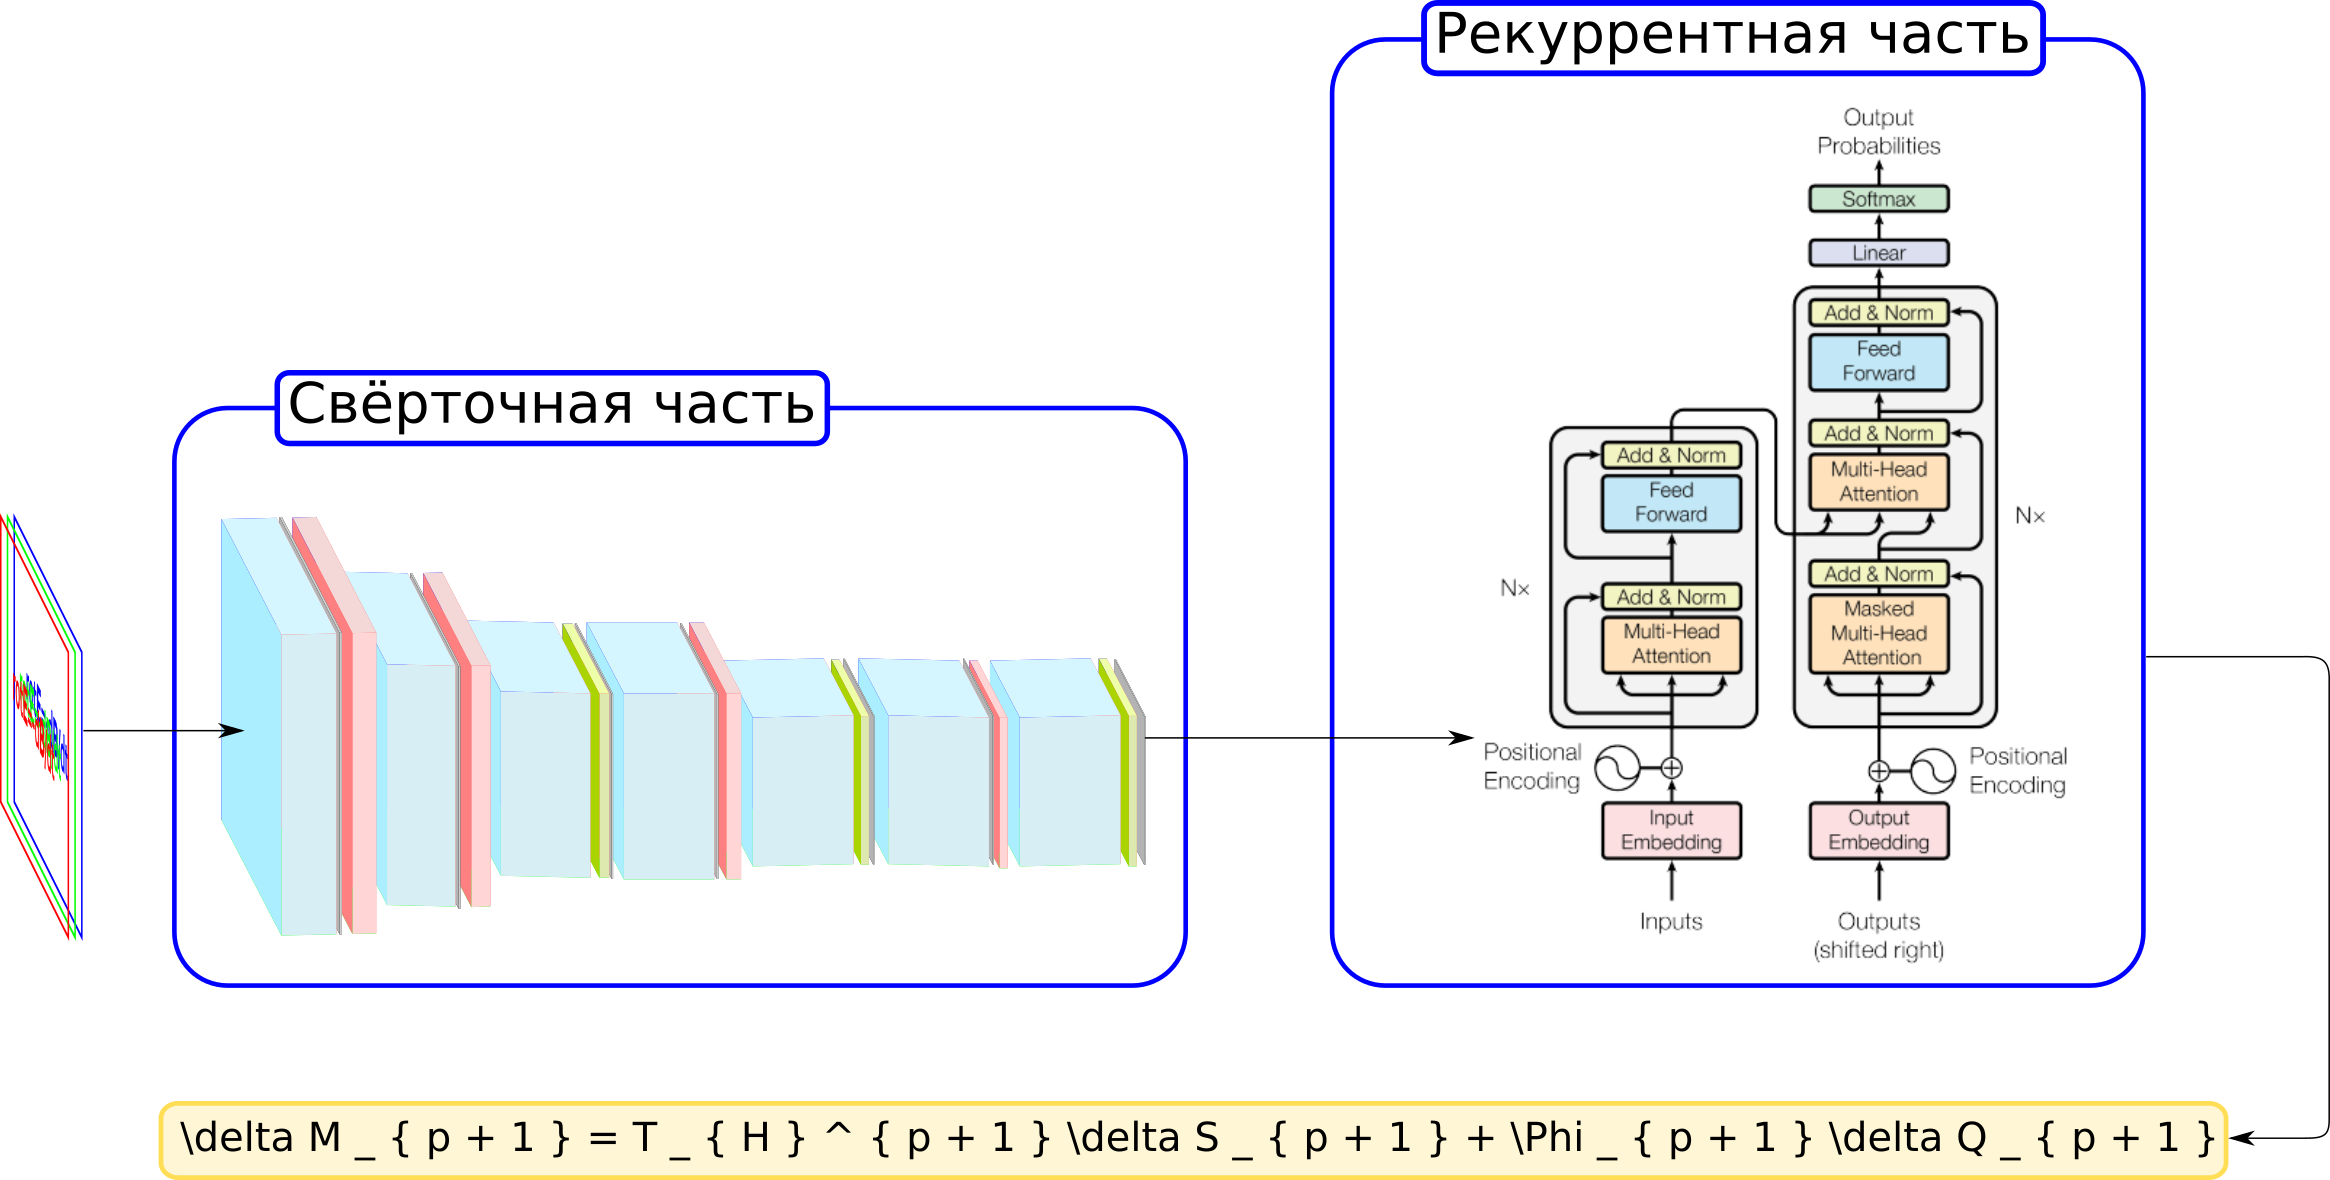 Рекуррентная часть
Output
Probabilities
Softmax
Linear
Add & Norm
Feed
Forward
Add & Norm
Multi-Head
Attention
Nx
Add & Norm
Masked
Multi-Head
Attention
Add & Norm
Feed
Forward
Nx
Add & Norm
Multi-Head
Attention
Positional
Encoding
Positional
Encoding
Input
Embedding
Output
Embedding
Inputs
Outputs
(shifted right)
Свёрточная часть
\delta M _ { p + 1 } = T _ { H } ^ { p + 1 } \delta S _ { p + 1 } + \Phi _ { p + 1 } \delta Q _ { p + 1 }